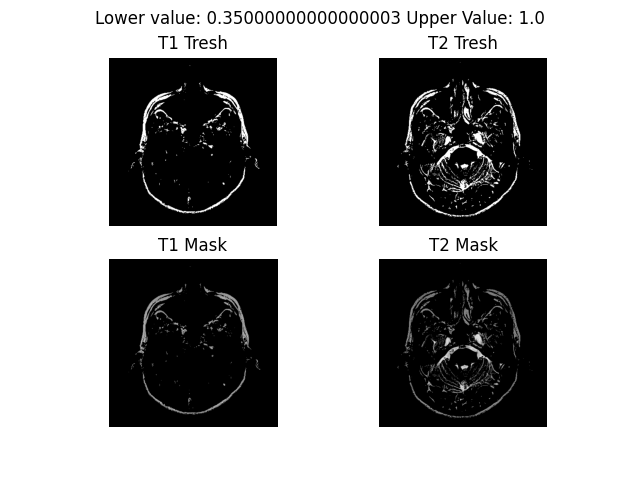 Lower value: 0.35000000000000003 Upper Value: 1.0
T1 Tresh
T2 Tresh
T1 Mask
T2 Mask